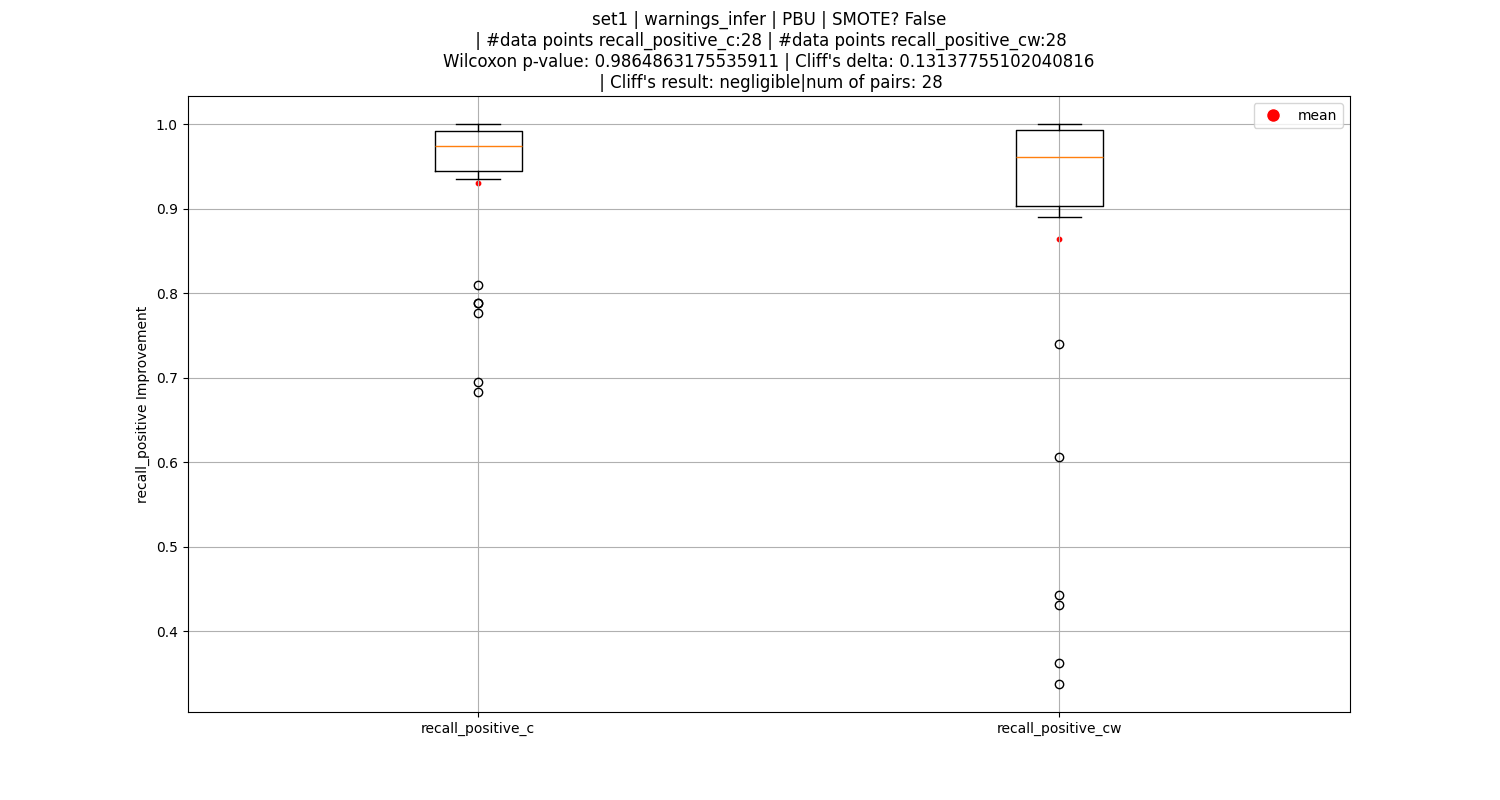 set1 | warnings_infer | PBU | SMOTE? False
| #data points recall_positive_c:28 | #data points recall_positive_cw:28
Wilcoxon p-value: 0.9864863175535911 | Cliff's delta: 0.13137755102040816
| Cliff's result: negligible|num of pairs: 28
mean
1.0
0.9
0.8
0.7
0.6
0.5
0.4
recall_positive Improvement
recall_positive_c
recall_positive_cw